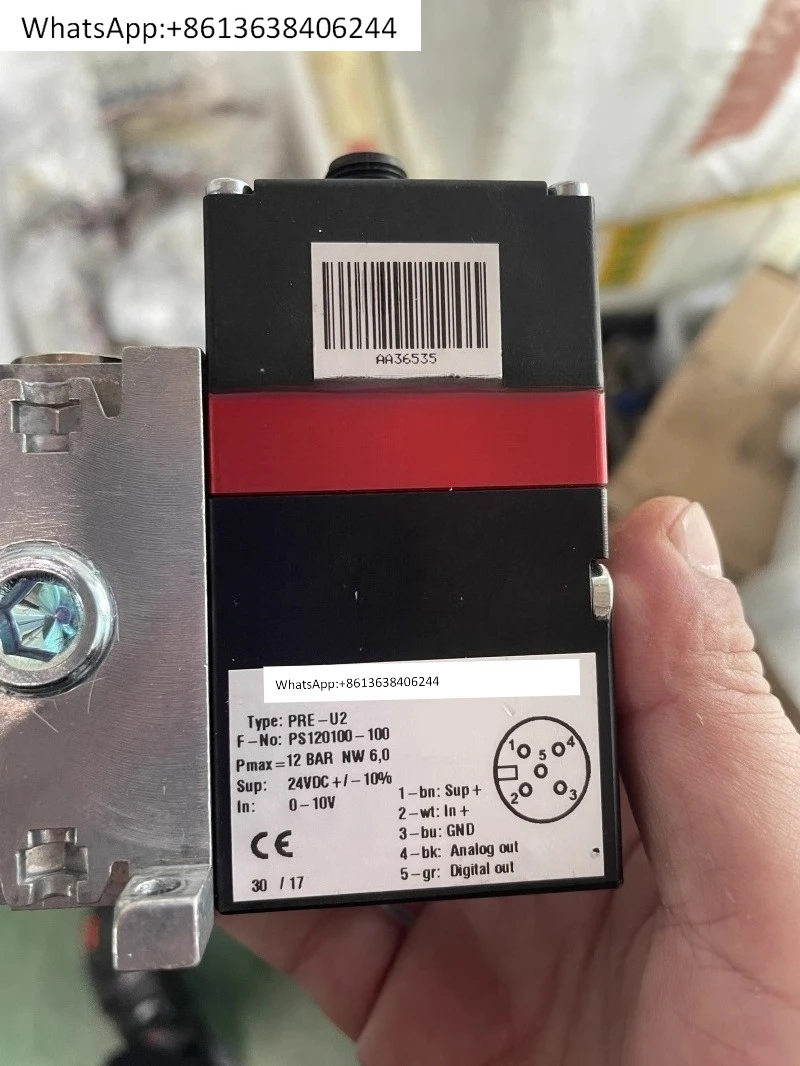 WhatsApp:+8613638406244
AA36535
WhatsApp:+8613638406244
Type: PRE-U2
F-No: PS120100-100
Pmax=12 BAR NW 6,0
Sup: 24VDC +/-10%
In: 0-10V
CE
30 / 17
1 5 4
2 3
1-bn: Sup+
2-wt: In+
3-bu: GND
4-bk: Analog out
5-gr: Digital out